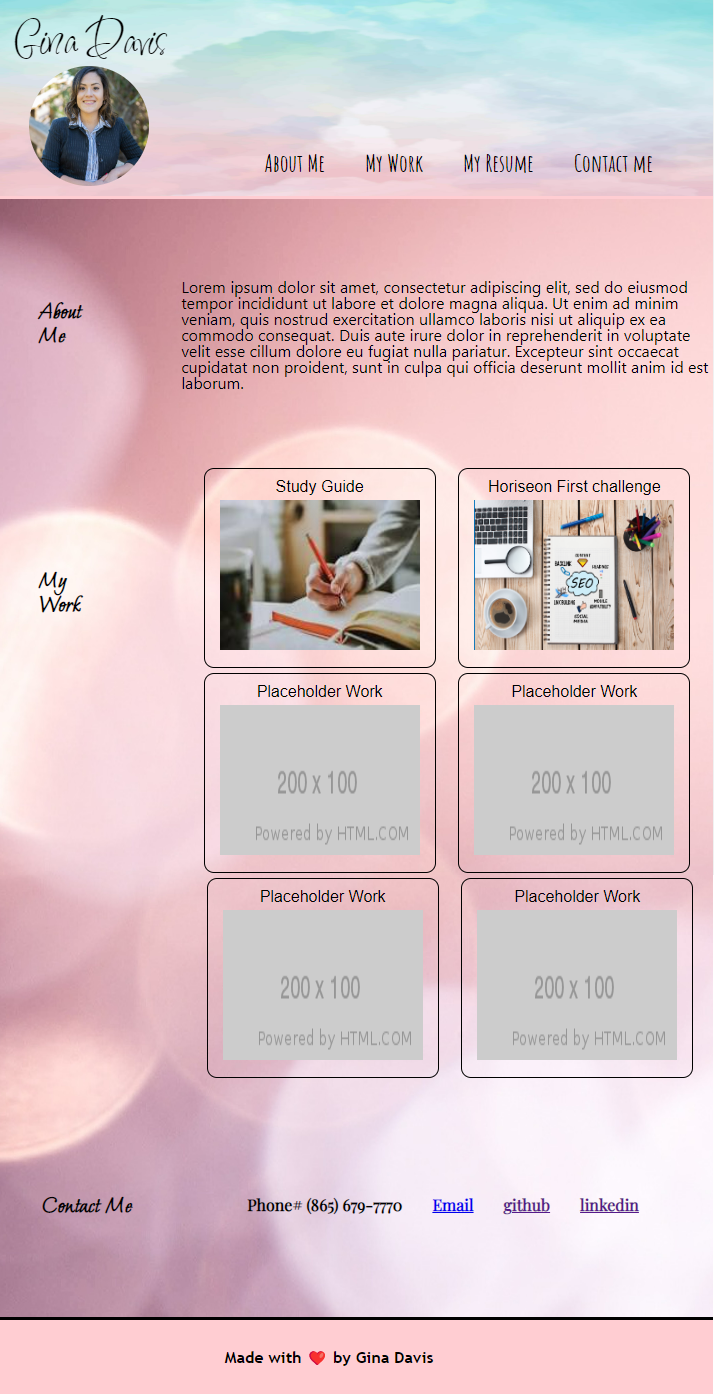 Gina Davis
About Me
My Work
My Resume
Contact me
About
Me
Lorem ipsum dolor sit amet, consectetur adipiscing elit, sed do eiusmod
tempor incididunt ut labore et dolore magna aliqua. Ut enim ad minim
veniam, quis nostrud exercitation ullamco laboris nisi ut aliquip ex ea
commodo consequat. Duis aute irure dolor in reprehenderit in voluptate
velit esse cillum dolore eu fugiat nulla pariatur. Excepteur sint occaecat
cupidatat non proident, sunt in culpa qui officia deserunt mollit anim id est
laborum.
My
Work
Study Guide
Horiseon First challenge
CONTENT
BACKLINK
SEO
SOCIAL
MEDIA
Placeholder Work
200 x 100
Powered by HTML.COM
Placeholder Work
200 x 100
Powered by HTML.COM
Placeholder Work
200 x 100
Powered by HTML.COM
Placeholder Work
200 x 100
Powered by HTML.COM
Contact Me
Phone# (865) 679-7770
Email
github
linkedin
Made with ❤️ by Gina Davis